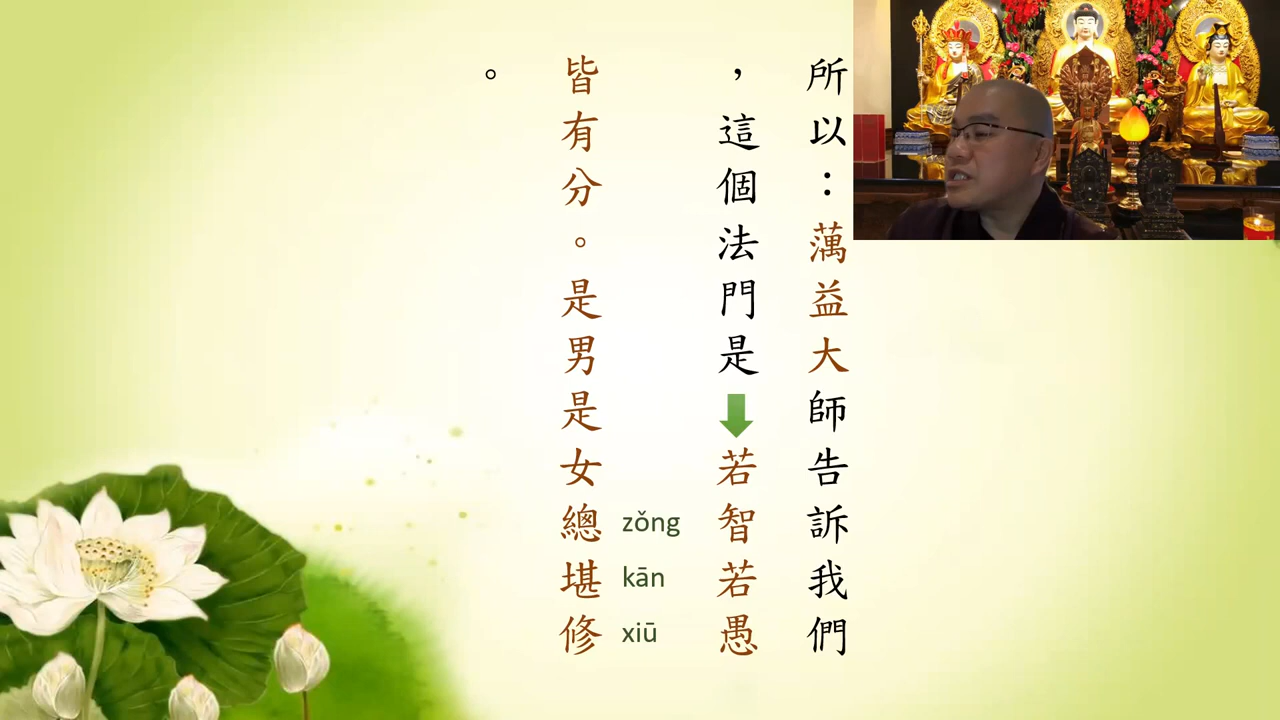 所以：蕅益大師告訴我們
，這個法門是若智若愚
zǒng
kān
xiū
皆有分。是男是女總堪修
。